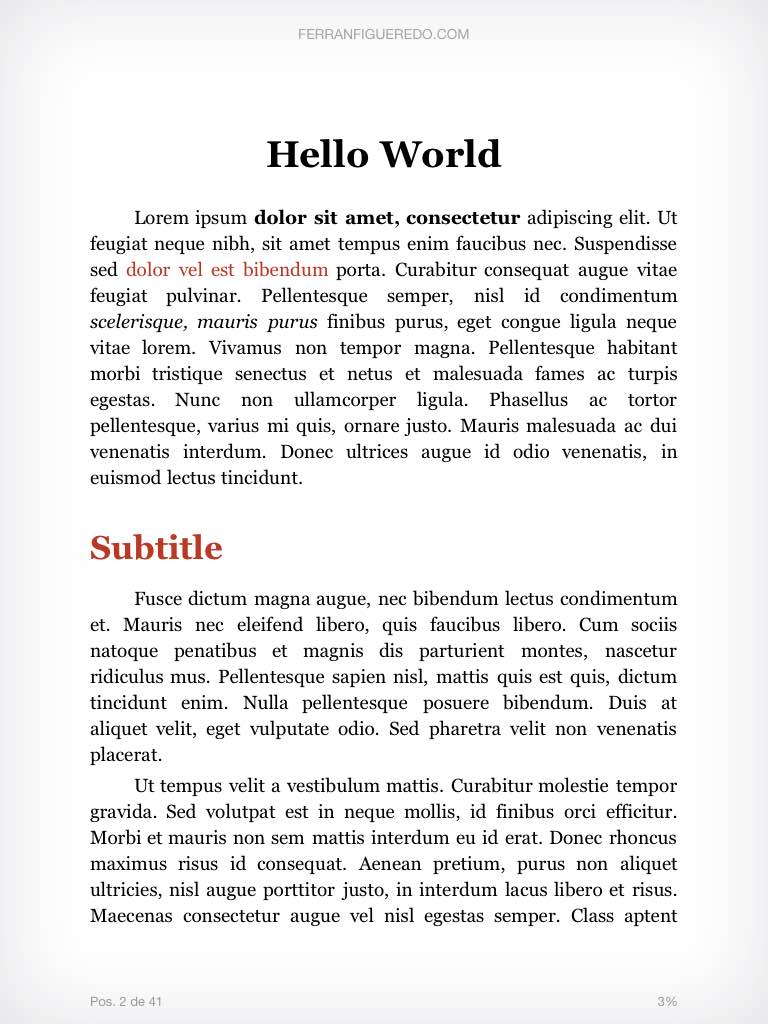 FERRANFIGUEREDO.COM
Hello World
Lorem ipsum dolor sit amet, consectetur adipiscing elit. Ut
feugiat neque nibh, sit amet tempus enim faucibus nec. Suspendisse
sed dolor vel est bibendum porta. Curabitur consequat augue vitae
feugiat pulvinar. Pellentesque semper, nisl id condimentum
scelerisque, mauris purus finibus purus, eget congue ligula neque
vitae lorem. Vivamus non tempor magna. Pellentesque habitant
morbi tristique senectus et netus et malesuada fames ac turpis
egestas. Nunc non ullamcorper ligula. Phasellus ac tortor
pellentesque, varius mi quis, ornare justo. Mauris malesuada ac dui
venenatis interdum. Donec ultrices augue id odio venenatis, in
euismod lectus tincidunt.
Subtitle
Fusce dictum magna augue, nec bibendum lectus condimentum
et. Mauris nec eleifend libero, quis faucibus libero. Cum sociis
natoque penatibus et magnis dis parturient montes, nascetur
ridiculus mus. Pellentesque sapien nisl, mattis quis est quis, dictum
tincidunt enim. Nulla pellentesque posuere bibendum. Duis at
aliquet velit, eget vulputate odio. Sed pharetra velit non venenatis
placerat.
Ut tempus velit a vestibulum mattis. Curabitur molestie tempor
gravida. Sed volutpat est in neque mollis, id finibus orci efficitur.
Morbi et mauris non sem mattis interdum eu id erat. Donec rhoncus
maximus risus id consequat. Aenean pretium, purus non aliquet
ultricies, nisl augue porttitor justo, in interdum lacus libero et risus.
Maecenas consectetur augue vel nisl egestas semper. Class aptent
Pos. 2 de 41 3%